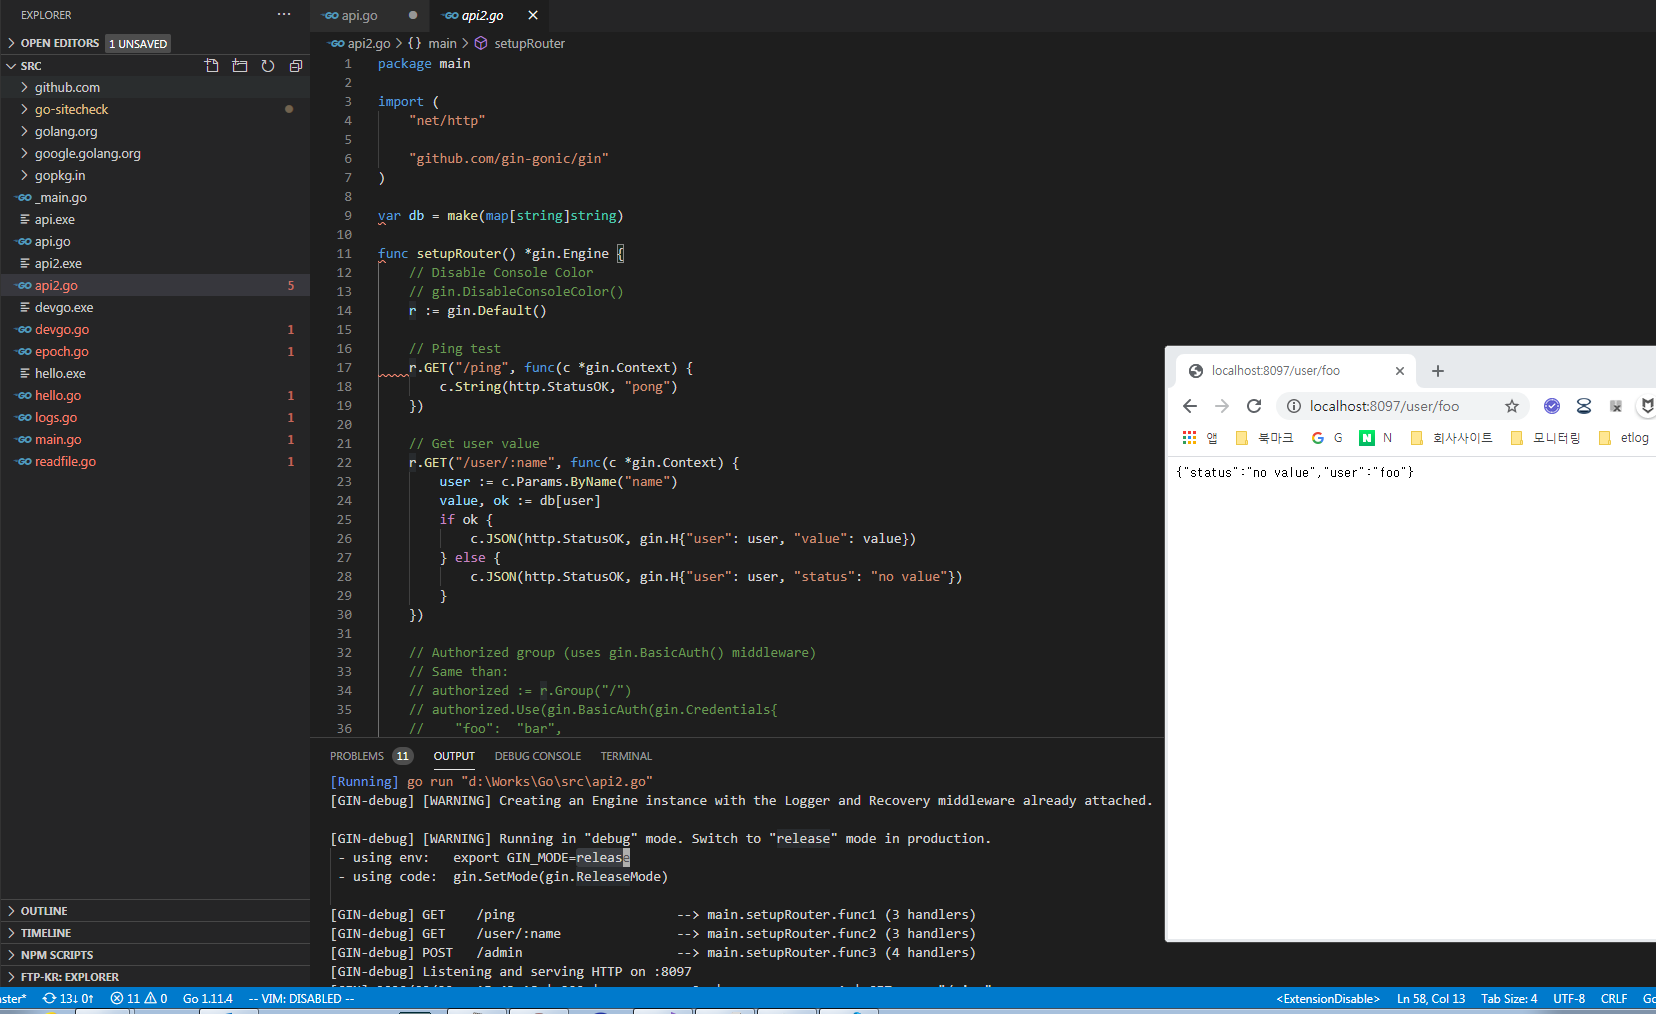 EXPLORER
OPEN EDITORS 1 UNSAVED
SRC
github.com
go-sitecheck
golang.org
google.golang.org
gopkg.in
GO _main.go
api.exe
GO api.go
api2.exe
GO api2.go 5
devgo.exe
GO devgo.go 1
GO epoch.go 1
hello.exe
GO hello.go 1
GO logs.go 1
GO main.go 1
GO readfile.go 1
OUTLINE
TIMELINE
NPM SCRIPTS
FTP-KR: EXPLORER
GO api.go
GO api2.go
GO api2.go > {} main > setupRouter
1 package main
2
3 import (
4 "net/http"
5
6 "github.com/gin-gonic/gin"
7 )
8
9 var db = make(map[string]string)
10
11 func setupRouter() *gin.Engine {
12 // Disable Console Color
13 // gin.DisableConsoleColor()
14 r := gin.Default()
15
16 // Ping test
17 r.GET("/ping", func(c *gin.Context) {
18 c.String(http.StatusOK, "pong")
19 })
20
21 // Get user value
22 r.GET("/user/:name", func(c *gin.Context) {
23 user := c.Params.ByName("name")
24 value, ok := db[user]
25 if ok {
26 c.JSON(http.StatusOK, gin.H{"user": user, "value": value})
27 } else {
28 c.JSON(http.StatusOK, gin.H{"user": user, "status": "no value"})
29 }
30 })
31
32 // Authorized group (uses gin.BasicAuth() middleware)
33 // Same than:
34 // authorized := r.Group("/")
35 // authorized.Use(gin.BasicAuth(gin.Credentials{
36 // "foo": "bar",
PROBLEMS 11 OUTPUT DEBUG CONSOLE TERMINAL
[Running] go run "d:\Works\Go\src\api2.go"
[GIN-debug] [WARNING] Creating an Engine instance with the Logger and Recovery middleware already attached.
[GIN-debug] [WARNING] Running in "debug" mode. Switch to "release" mode in production.
- using env: export GIN_MODE=release
- using code: gin.SetMode(gin.ReleaseMode)
[GIN-debug] GET /ping --> main.setupRouter.func1 (3 handlers)
[GIN-debug] GET /user/:name --> main.setupRouter.func2 (3 handlers)
[GIN-debug] POST /admin --> main.setupRouter.func3 (4 handlers)
[GIN-debug] Listening and serving HTTP on :8097
localhost:8097/user/foo
localhost:8097/user/foo
앱 북마크 G G N N 회사사이트 모니터링 etlog
{"status":"no value","user":"foo"}
ster* 13↓ 0↑ 11 0 Go 1.11.4 -- VIM: DISABLED -- <ExtensionDisable> Ln 58, Col 13 Tab Size: 4 UTF-8 CRLF Go